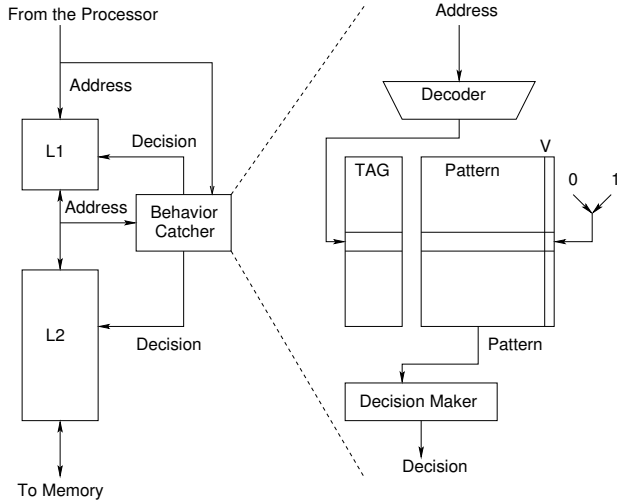 From the Processor
Address
L1
Decision
Address
Behavior
Catcher
L2
Decision
To Memory
Address
Decoder
V
TAG
Pattern
0
1
Pattern
Decision Maker
Decision